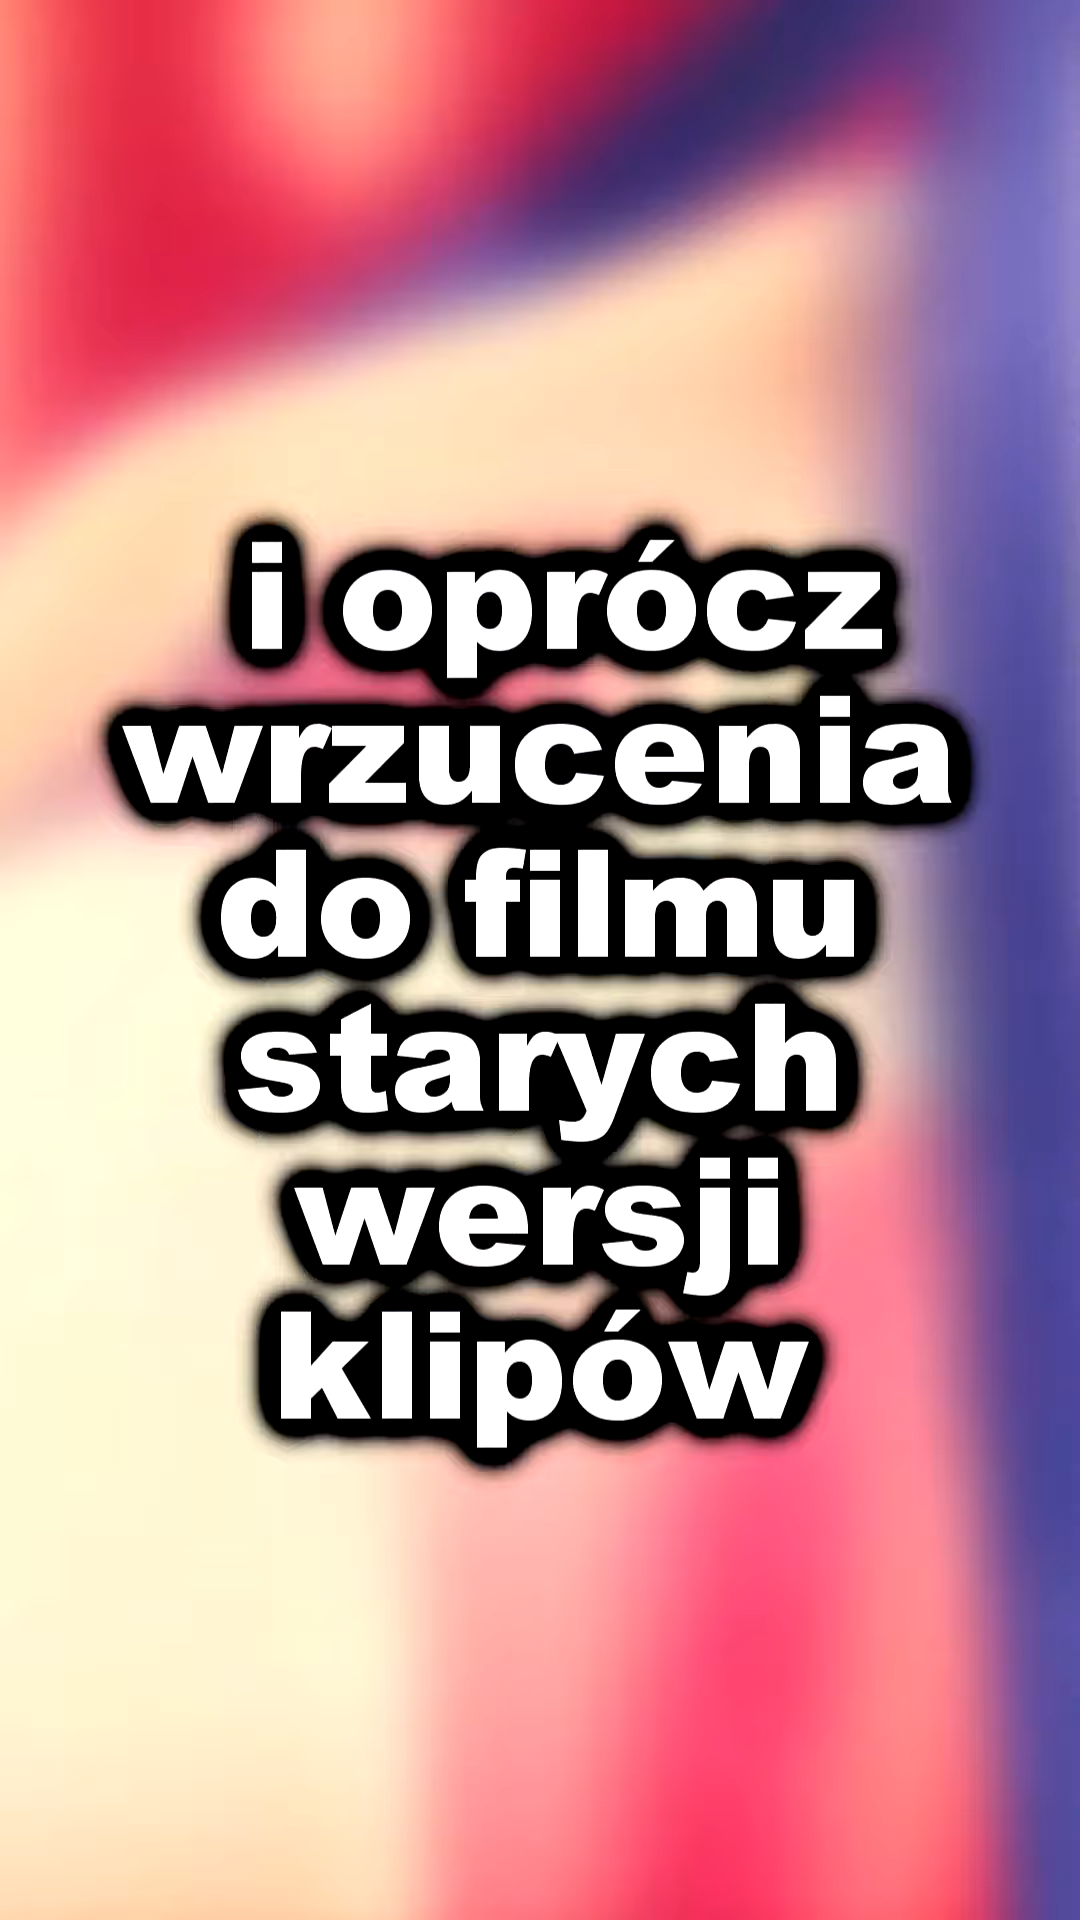 i oprócz
wrzucenia
do filmu
starych
wersji
klipów